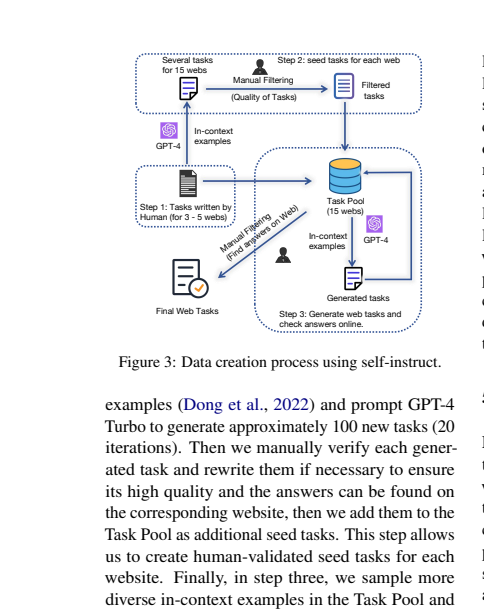 Several tasks
for 15 webs
Step 2: seed tasks for each web
Manual Filtering
(Quality of Tasks)
Filtered
tasks
GPT-4
In-context
examples
Step 1: Tasks written by
Human (for 3 - 5 webs)
Task Pool
(15 webs)
Manual Filtering
(Find answers on Web)
In-context
examples
GPT-4
Final Web Tasks
Generated tasks
Step 3: Generate web tasks and
check answers online.
Figure 3: Data creation process using self-instruct.
examples (Dong et al., 2022) and prompt GPT-4
Turbo to generate approximately 100 new tasks (20
iterations). Then we manually verify each gener-
ated task and rewrite them if necessary to ensure
its high quality and the answers can be found on
the corresponding website, then we add them to the
Task Pool as additional seed tasks. This step allows
us to create human-validated seed tasks for each
website. Finally, in step three, we sample more
diverse in-context examples in the Task Pool and